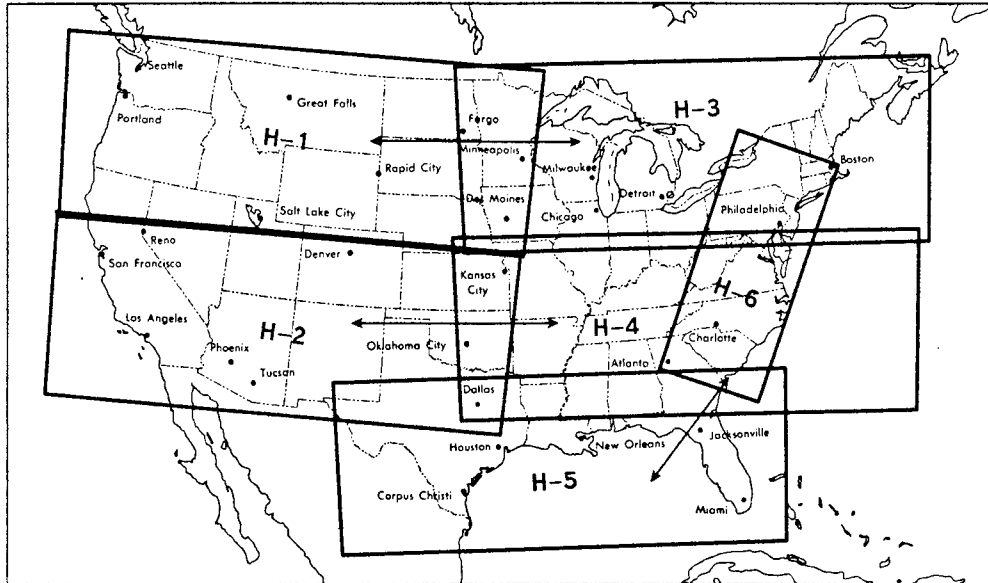 Seattle
Great Falls
Portland
H-1
H-3
Fargo
Minneapolis
Milwaukee
Boston
Rapid City
Detroit
Des Moines
Chicago
Philadelphia
Salt Lake City
Reno
San Francisco
Denver
Kansas
City
H-6
Los Angeles
H-2
H-4
Oklahoma City
Charlotte
Phoenix
Atlanta
Tucson
Dallas
Jacksonville
Houston
New Orleans
H-5
Corpus Christi
Miami